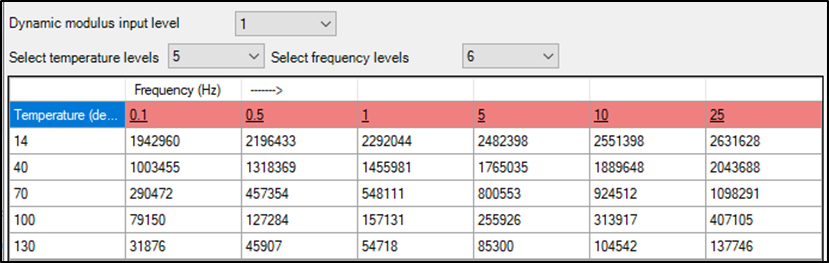 Dynamic modulus input level 1
Select temperature levels 5 Select frequency levels 6
Frequency (Hz) ------->
Temperature (de... 0.1 0.5 1 5 10 25
14 1942960 2196433 2292044 2482398 2551398 2631628
40 1003455 1318369 1455981 1765035 1889648 2043688
70 290472 457354 548111 800553 924512 1098291
100 79150 127284 157131 255926 313917 407105
130 31876 45907 54718 85300 104542 137746